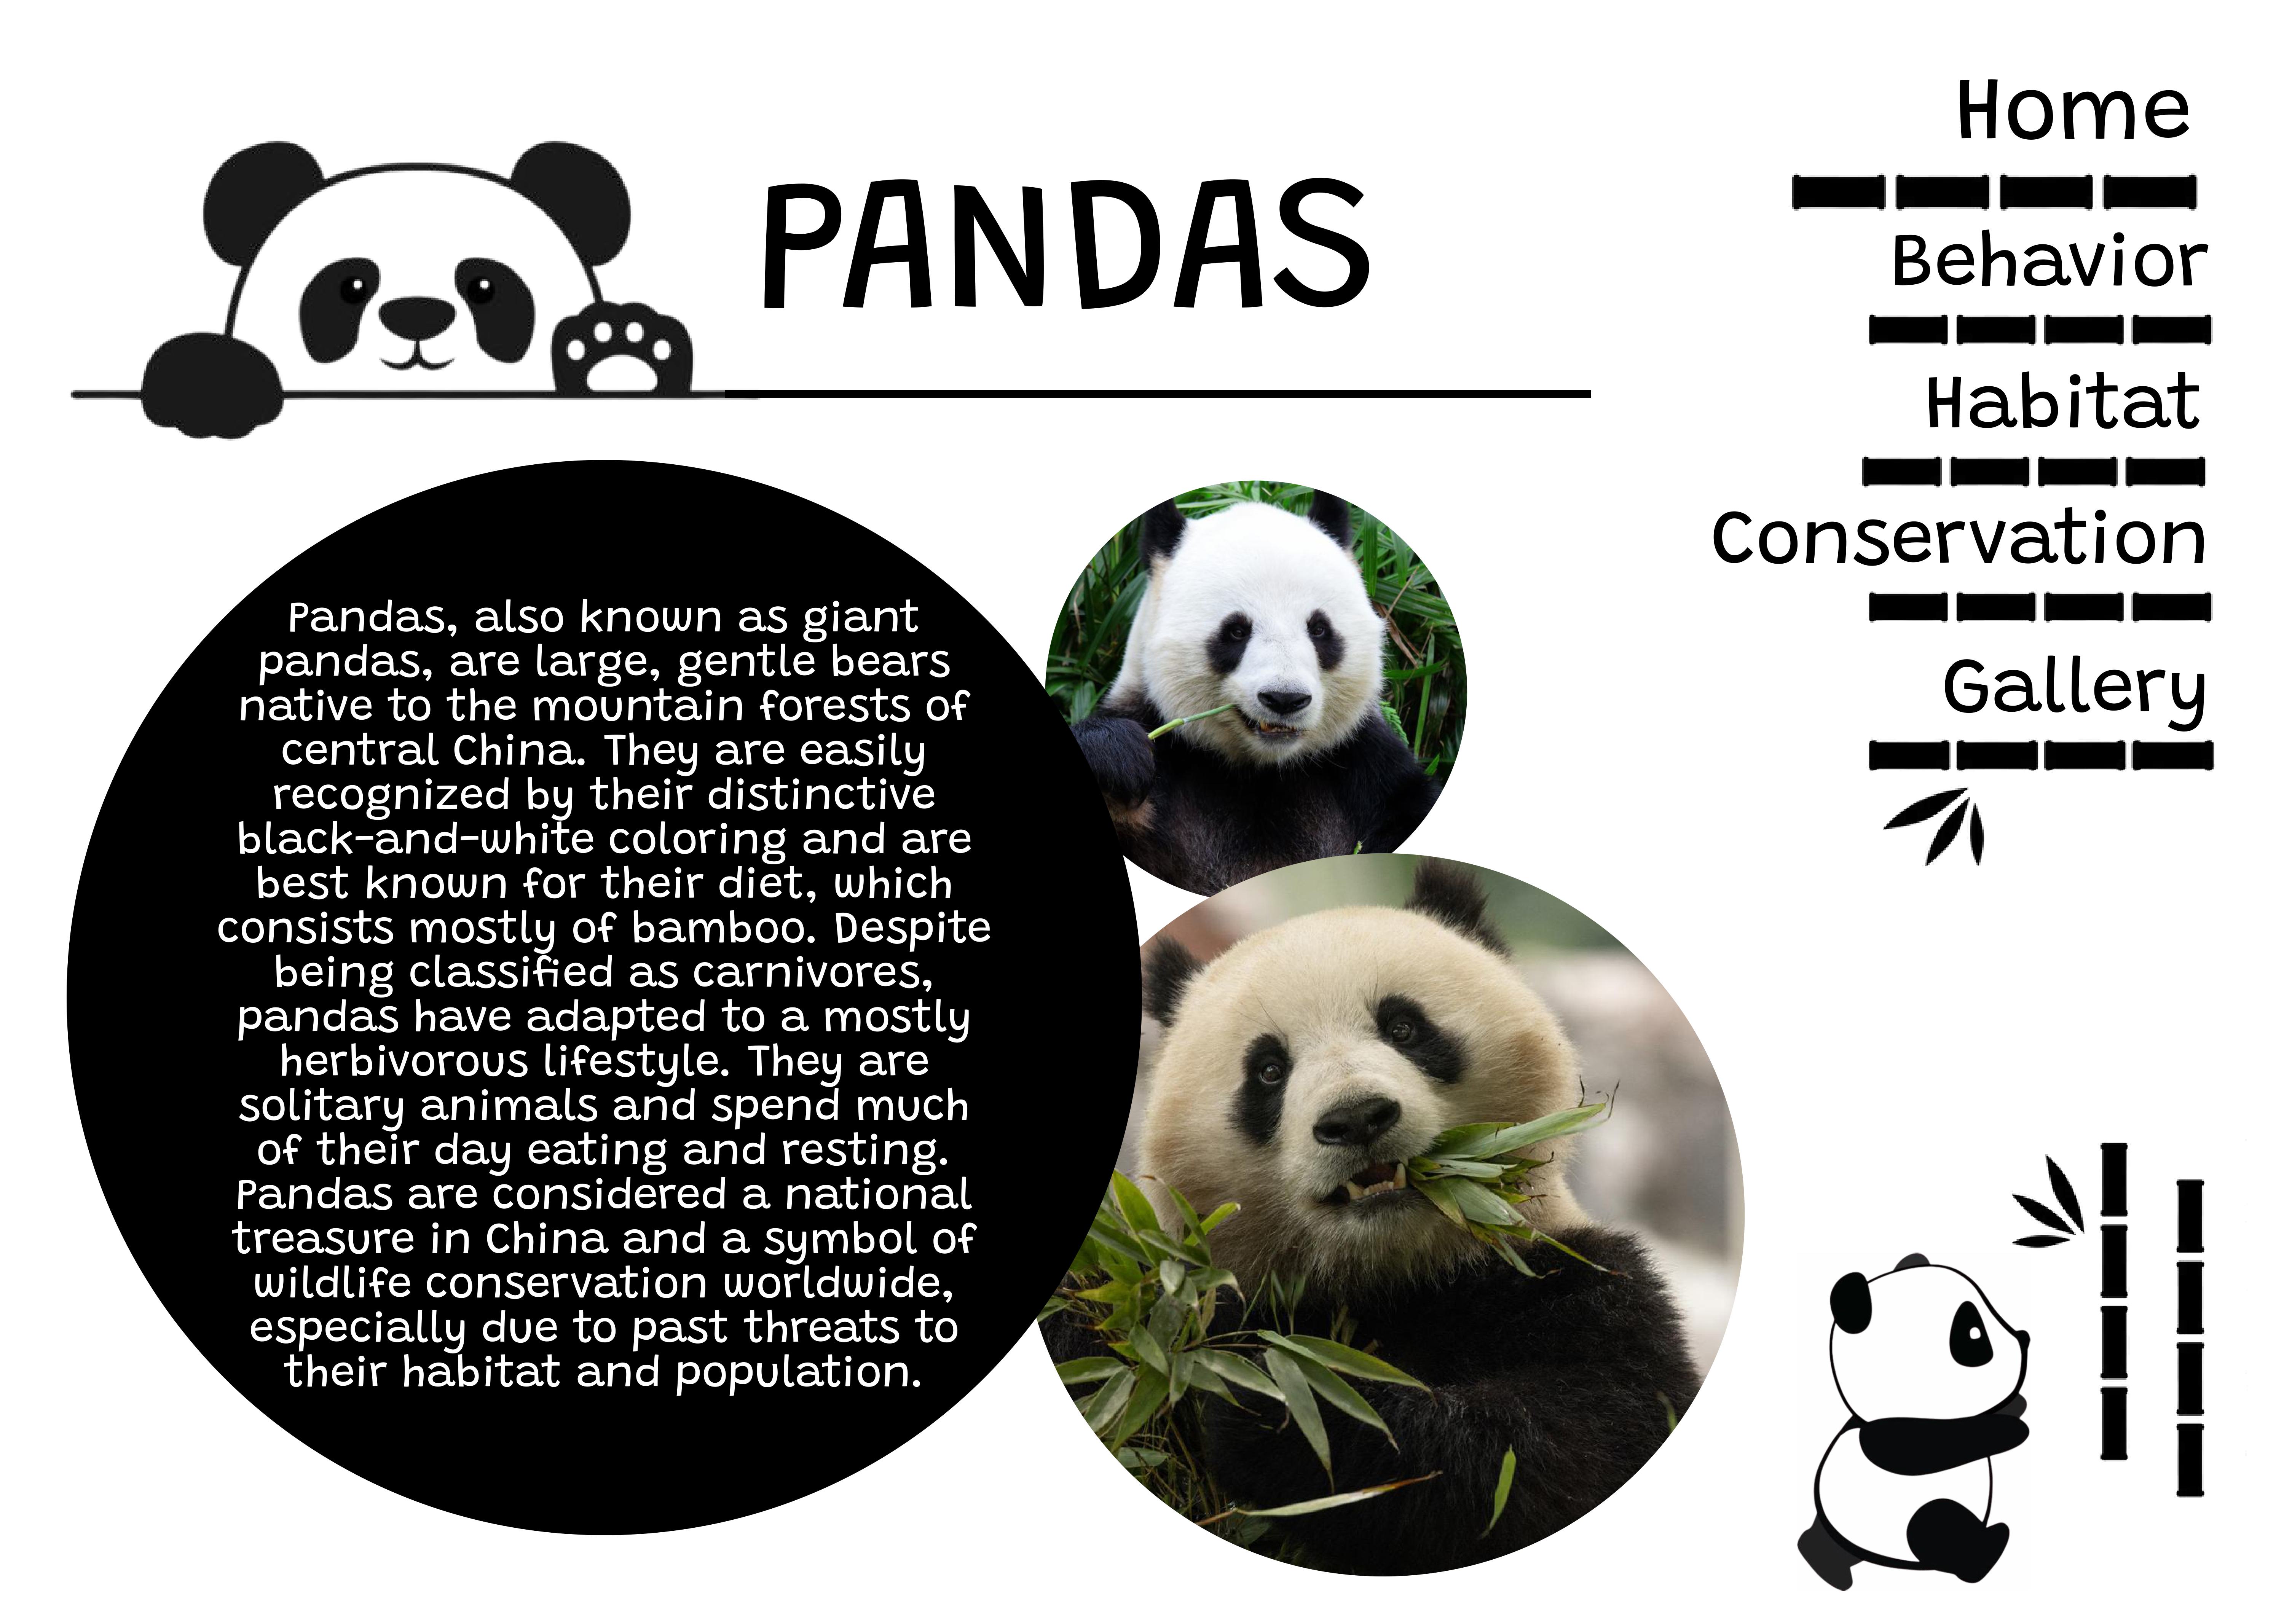 PANDAS
Home
Behavior
Habitat
Conservation
Gallery
Pandas, also known as giant
pandas, are large, gentle bears
native to the mountain forests of
central China. They are easily
recognized by their distinctive
black-and-white coloring and are
best known for their diet, which
consists mostly of bamboo. Despite
being classified as carnivores,
pandas have adapted to a mostly
herbivorous lifestyle. They are
solitary animals and spend much
of their day eating and resting.
Pandas are considered a national
treasure in China and a symbol of
wildlife conservation worldwide,
especially due to past threats to
their habitat and population.